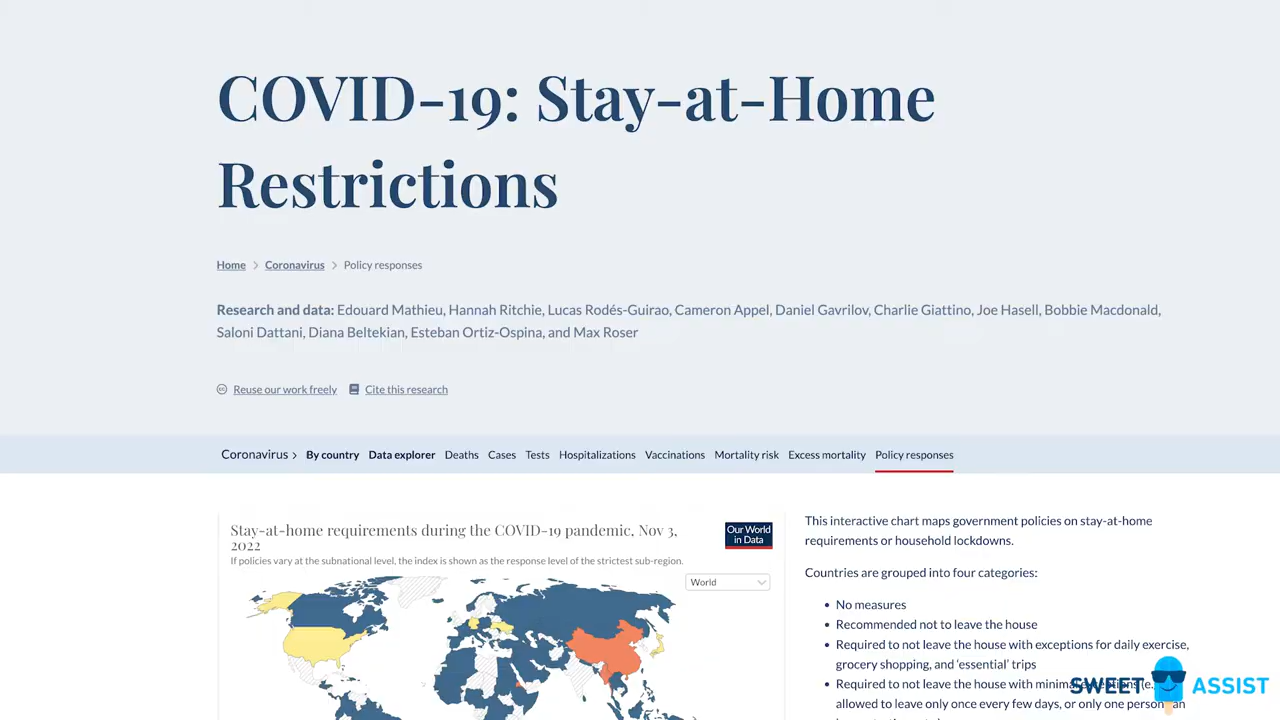 COVID-19: Stay-at-Home
Restrictions
Home > Coronavirus > Policy responses
Research and data: Edouard Mathieu, Hannah Ritchie, Lucas Rodés-Guirao, Cameron Appel, Daniel Gavrilov, Charlie Giattino, Joe Hasell, Bobbie Macdonald,
Saloni Dattani, Diana Beltekian, Esteban Ortiz-Ospina, and Max Roser
Reuse our work freely Cite this research
Coronavirus > By country Data explorer Deaths Cases Tests Hospitalizations Vaccinations Mortality risk Excess mortality Policy responses
Stay-at-home requirements during the COVID-19 pandemic, Nov 3,
2022
If policies vary at the subnational level, the index is shown as the response level of the strictest sub-region.
Our World
in Data
World
This interactive chart maps government policies on stay-at-home
requirements or household lockdowns.
Countries are grouped into four categories:
• No measures
• Recommended not to leave the house
• Required to not leave the house with exceptions for daily exercise,
grocery shopping, and ‘essential’ trips
• Required to not leave the house with
allowed to leave only once every few days, or only one person
SWEET ASSIST